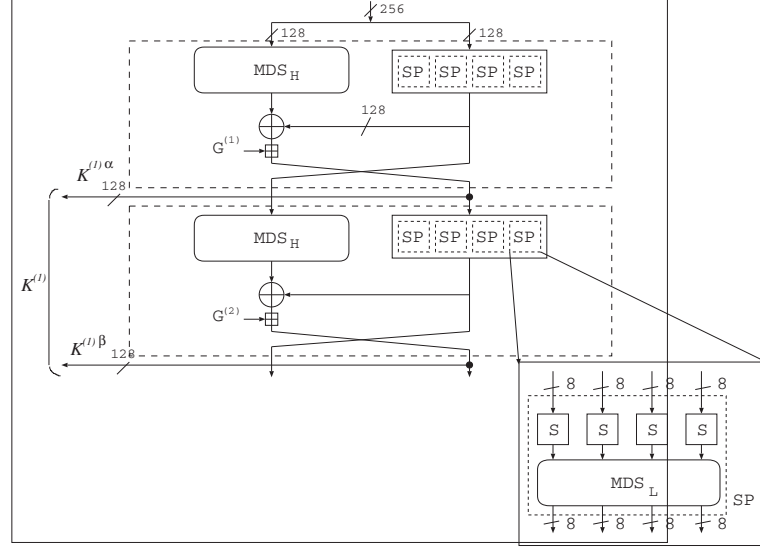 256
128 128
MDS_H SP SP SP SP
128
G^(1)
K^(1)α
128
MDS_H SP SP SP SP
K^(1)
G^(2)
K^(1)β
128
8 8 8 8
S S S S
MDS_L
SP
8 8 8 8